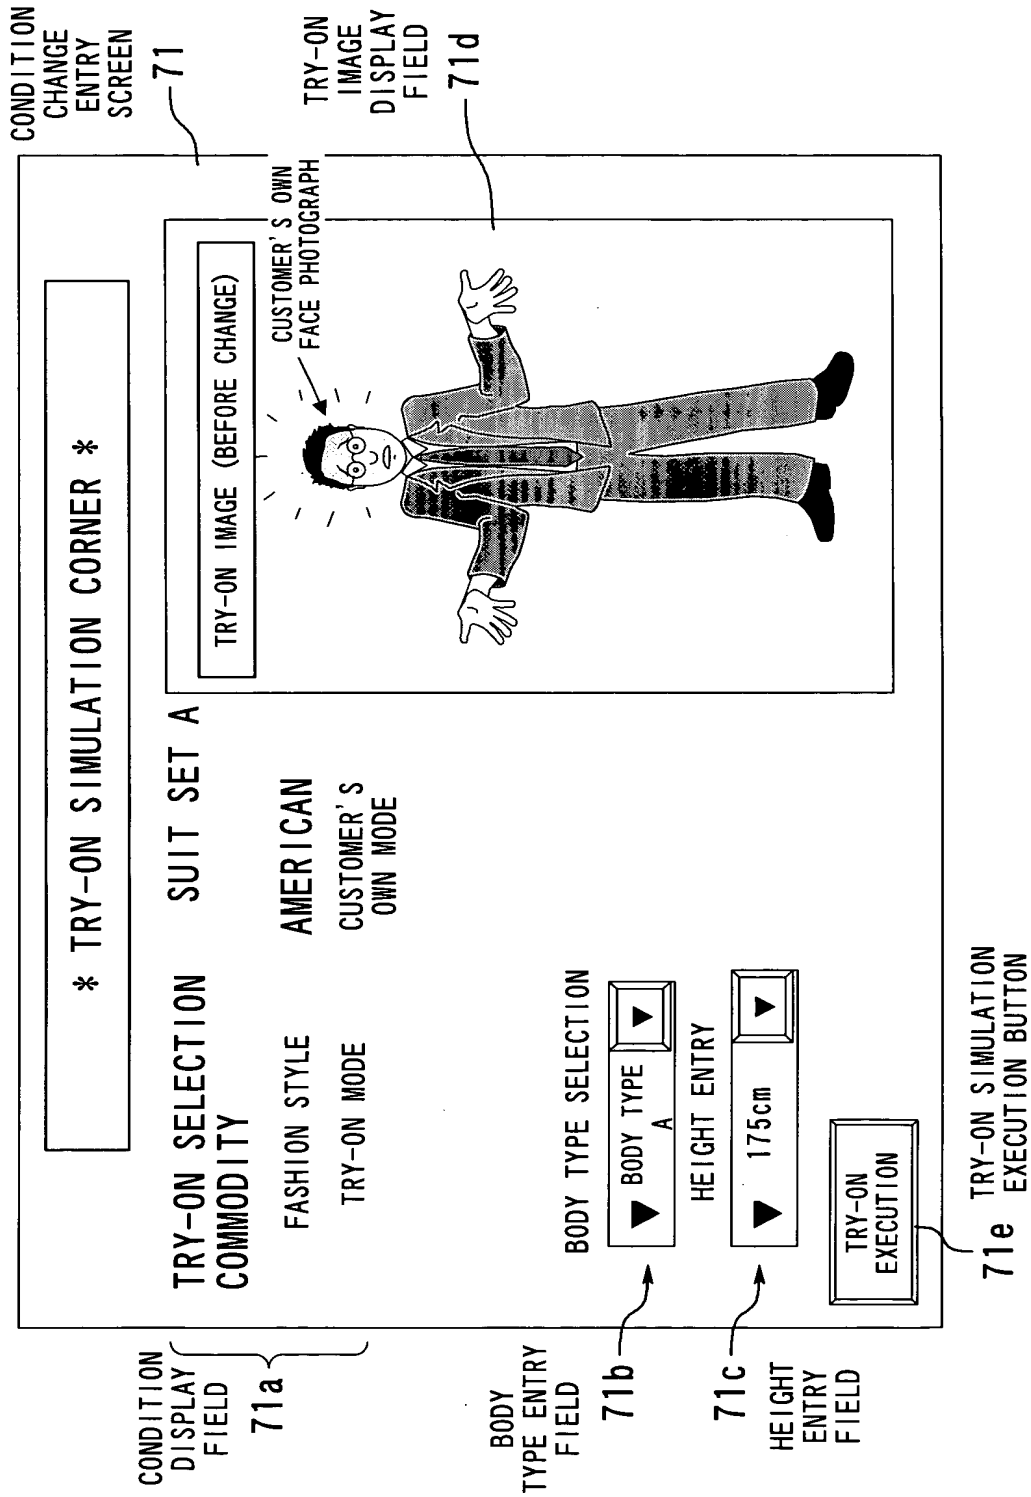 CONDITION
CHANGE
ENTRY
SCREEN
71
* TRY-ON SIMULATION CORNER *
CONDITION
DISPLAY
FIELD
71a
TRY-ON SELECTION
COMMODITY
SUIT SET A
FASHION STYLE
AMERICAN
TRY-ON MODE
CUSTOMER'S
OWN MODE
TRY-ON IMAGE (BEFORE CHANGE)
CUSTOMER'S OWN
FACE PHOTOGRAPH
TRY-ON
IMAGE
DISPLAY
FIELD
71d
BODY
TYPE ENTRY
FIELD
71b
BODY TYPE SELECTION
▼ BODY TYPE
A
▼
HEIGHT ENTRY
▼ 175cm ▼
71c
HEIGHT
ENTRY
FIELD
TRY-ON
EXECUTION
71e
TRY-ON SIMULATION
EXECUTION BUTTON